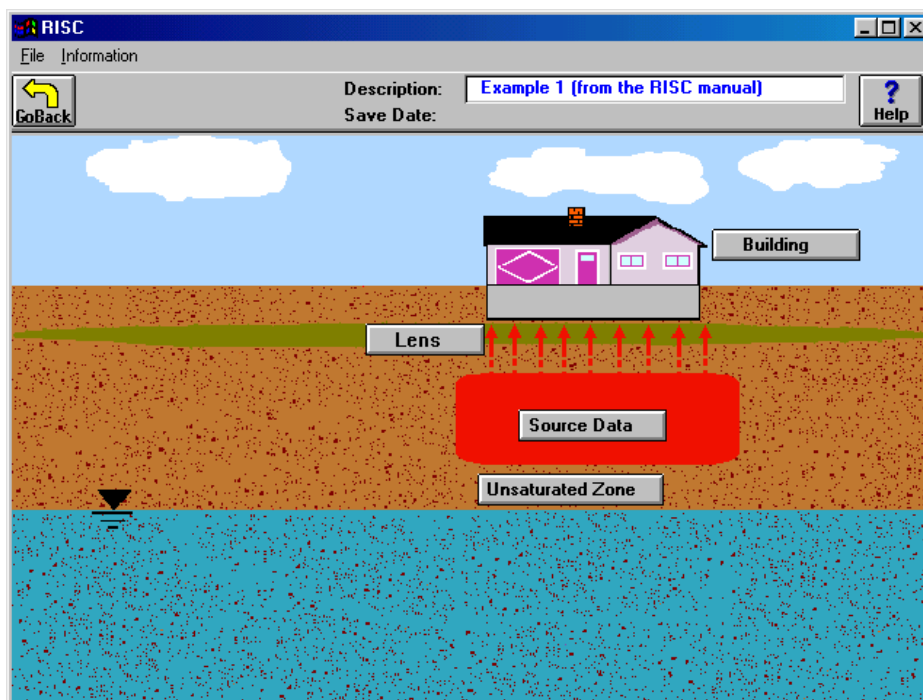 RISC
File Information
GoBack
Description: Example 1 (from the RISC manual)
Save Date:
? Help
Building
Lens
Source Data
Unsaturated Zone